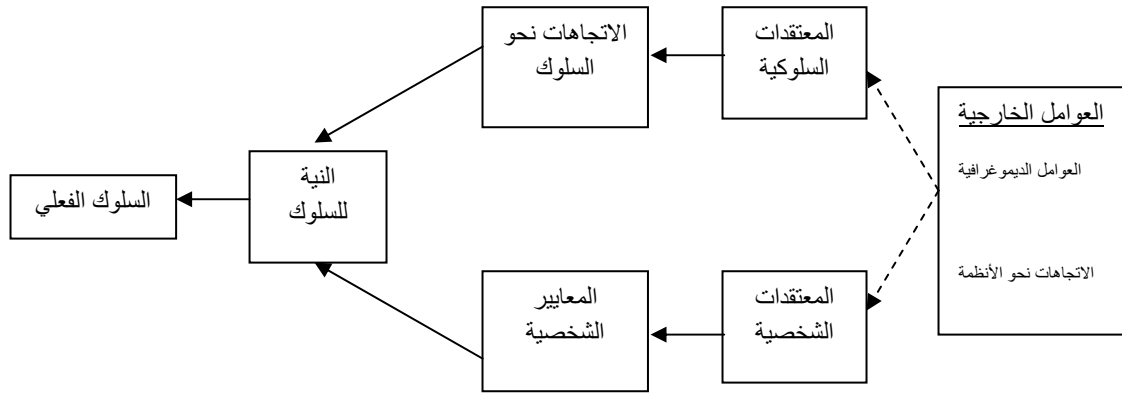 العوامل الخارجية
العوامل الديموغرافية
الاتجاهات نحو الأنظمة
المعتقدات
السلوكية
الاتجاهات نحو
السلوك
المعتقدات
الشخصية
المعايير
الشخصية
النية
للسلوك
السلوك الفعلي